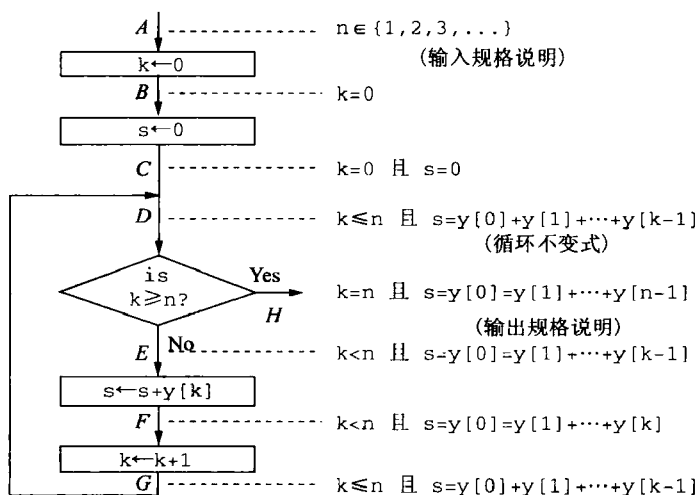 A n∈{1,2,3,...}
(输入规格说明)
k←0
B k=0
s←0
C k=0 且 s=0
D k≤n 且 s=y[0]+y[1]+···+y[k-1]
(循环不变式)
is
k≥n?
Yes
H k=n 且 s=y[0]=y[1]+···+y[n-1]
(输出规格说明)
No
E k<n 且 s=y[0]=y[1]+···+y[k-1]
s←s+y[k]
F k<n 且 s=y[0]=y[1]+···+y[k]
k←k+1
G k≤n 且 s=y[0]+y[1]+···+y[k-1]